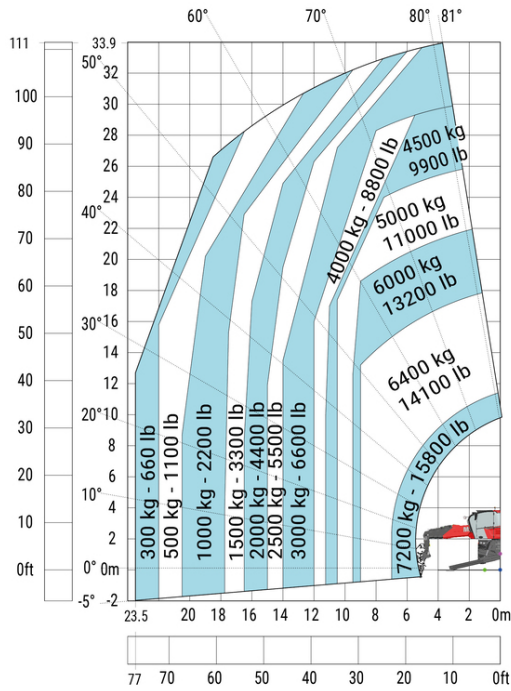 60° 70° 80° 81°
111 33.9
50°
32
100 30
90 28
4500 kg
9900 lb
26
80 24
4000 kg - 8800 lb
5000 kg
11000 lb
40° 22
70 20
6000 kg
13200 lb
60 18
30° 16
50 14
6400 kg
14100 lb
40 12
20° 10
30 8
300 kg - 660 lb
500 kg - 1100 lb
1000 kg - 2200 lb
1500 kg - 3300 lb
2000 kg - 4400 lb
2500 kg - 5500 lb
3000 kg - 6600 lb
7200 kg - 15800 lb
20 6
10° 4
10 2
0ft 0° 0m
-5° -2
23.5 20 18 16 14 12 10 8 6 4 2 0m
77 70 60 50 40 30 20 10 0ft